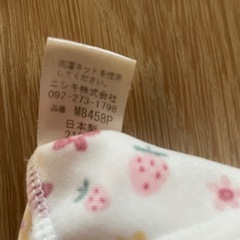 ・洗濯ネットを使用
してください。
ニシキ株式会社
092-273-1798
品番 M8458P
日本製